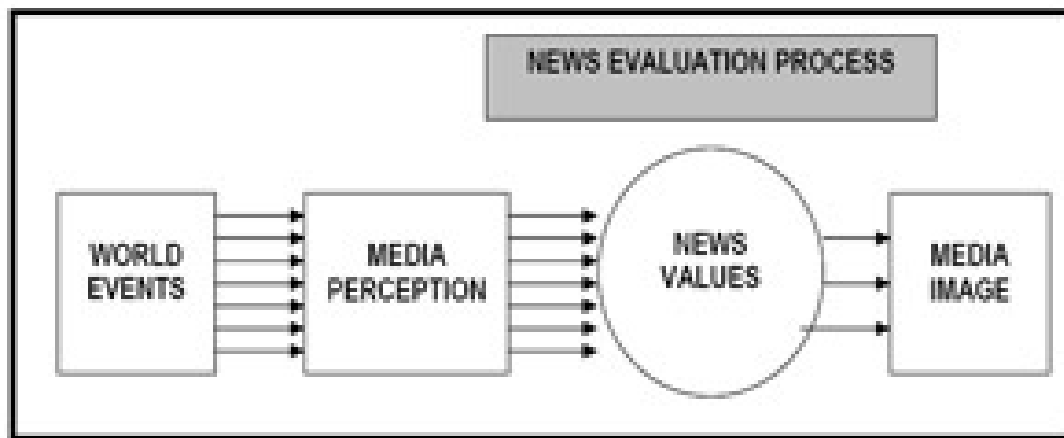 NEWS EVALUATION PROCESS
WORLD
EVENTS
MEDIA
PERCEPTION
NEWS
VALUES
MEDIA
IMAGE